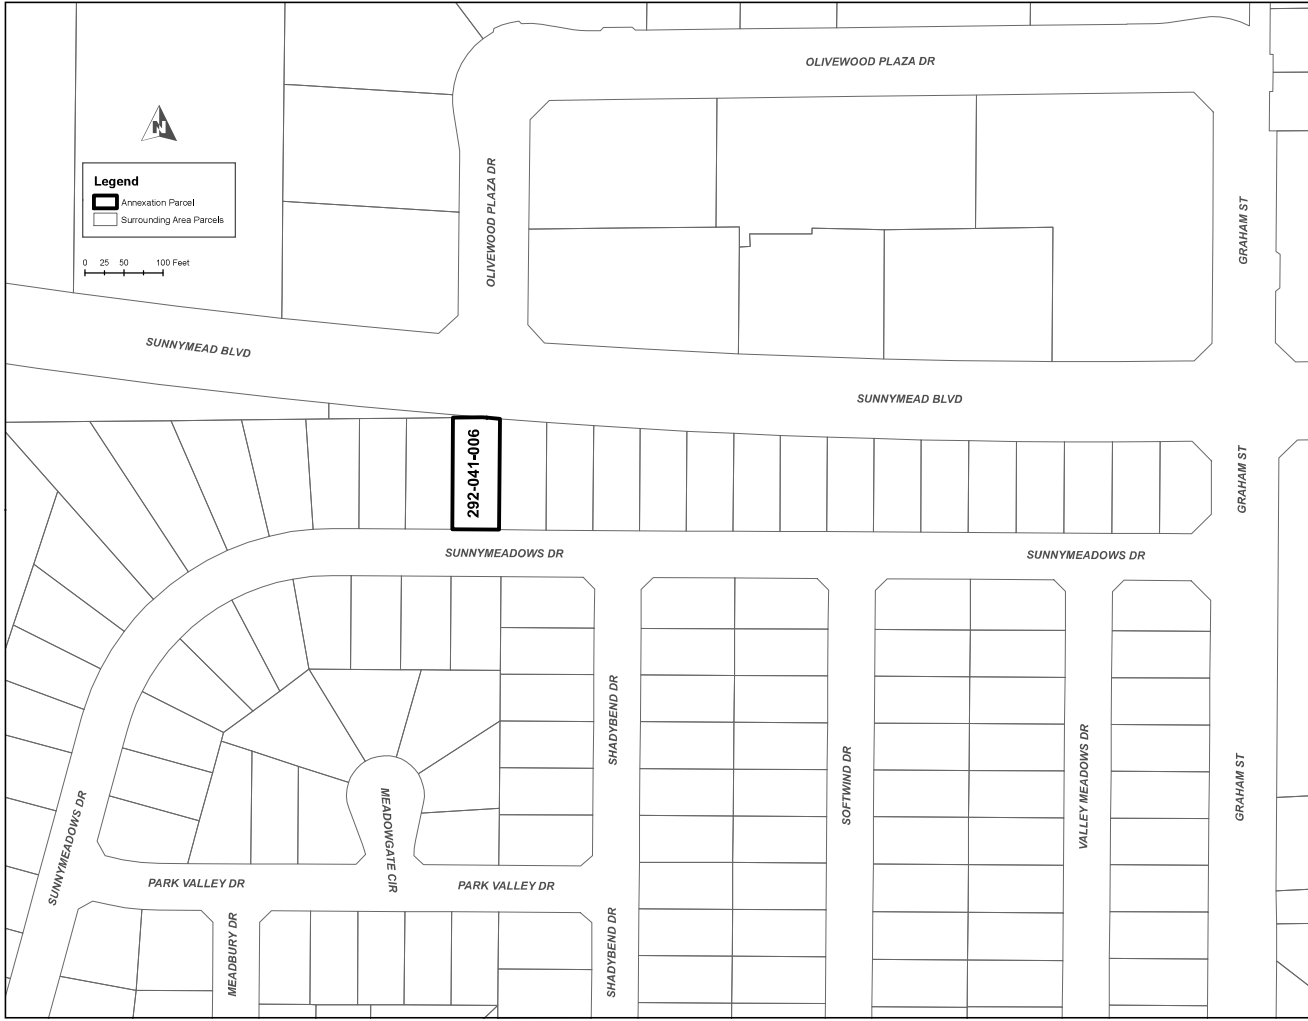 OLIVEWOOD PLAZA DR
N
OLIVEWOOD PLAZA DR
GRAHAM ST
Legend
Annexation Parcel
Surrounding Area Parcels
0 25 50 100 Feet
SUNNYMEAD BLVD
SUNNYMEAD BLVD
292-041-006
GRAHAM ST
SUNNYMEADOWS DR
SUNNYMEADOWS DR
SHADYBEND DR
SOFTWIND DR
VALLEY MEADOWS DR
GRAHAM ST
SUNNYMEADOWS DR
MEADOWGATE CIR
PARK VALLEY DR
PARK VALLEY DR
MEADBURY DR
SHADYBEND DR